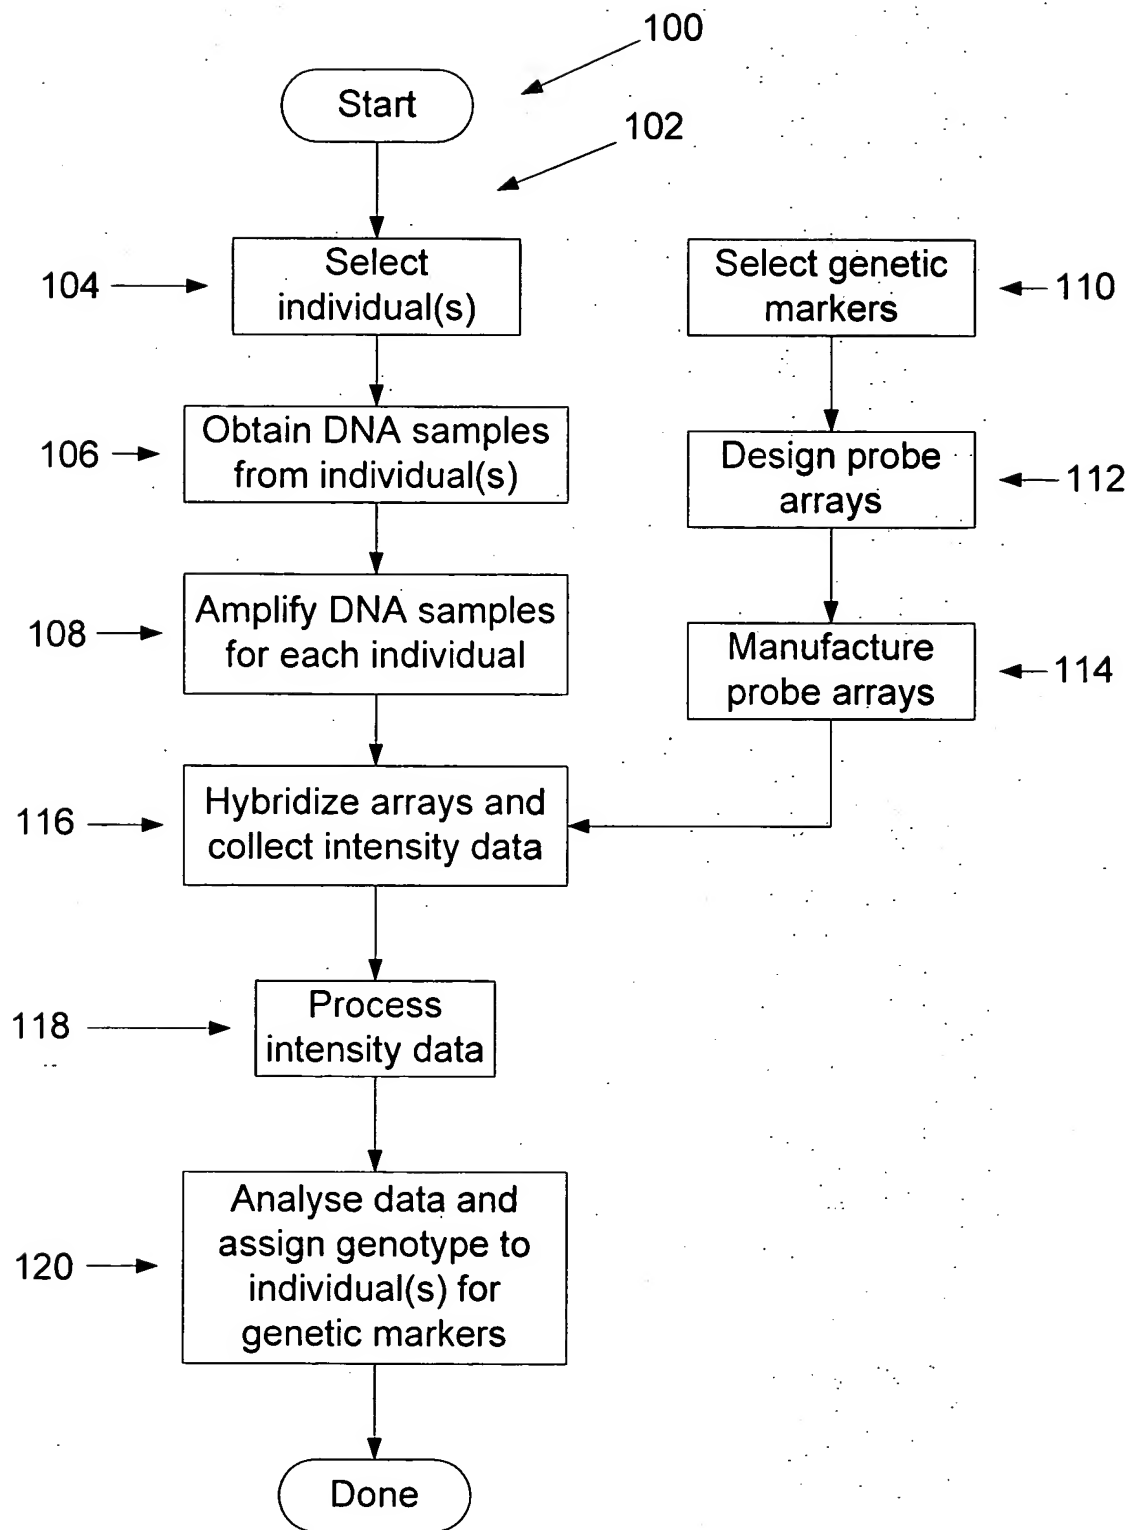 100
Start
102
104
Select
individual(s)
Select genetic
markers
110
106
Obtain DNA samples
from individual(s)
Design probe
arrays
112
108
Amplify DNA samples
for each individual
Manufacture
probe arrays
114
116
Hybridize arrays and
collect intensity data
118
Process
intensity data
120
Analyse data and
assign genotype to
individual(s) for
genetic markers
Done